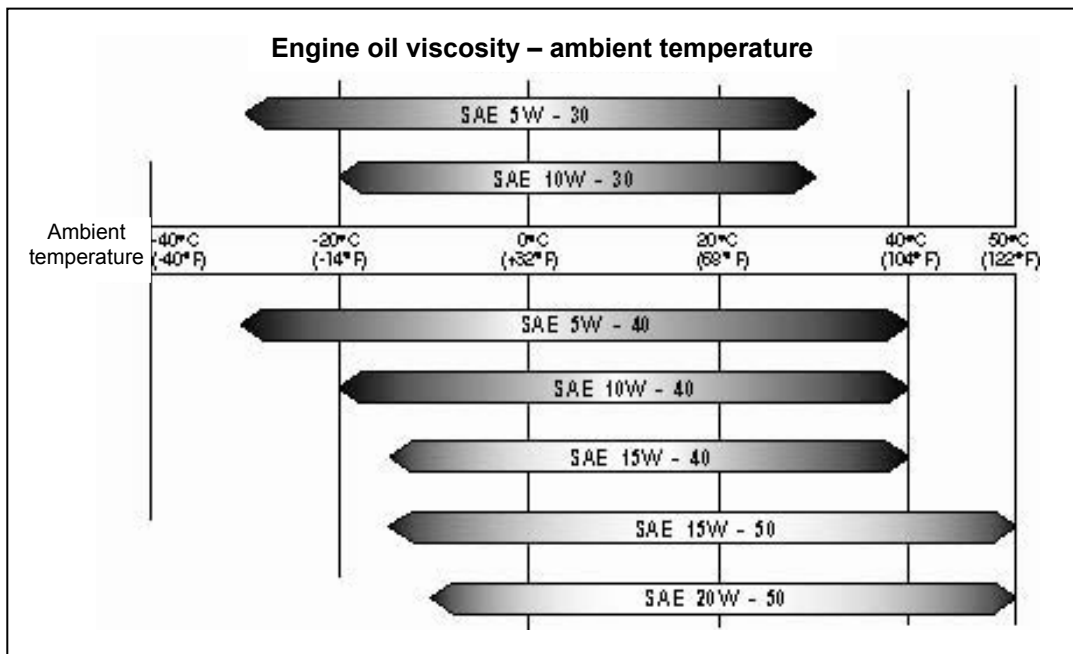 Engine oil viscosity – ambient temperature
SAE 5W - 30
SAE 10W - 30
Ambient
temperature
-40°C -20°C 0°C 20°C 40°C 50°C
(-40°F) (-14°F) (+32°F) (68°F) (104°F) (122°F)
SAE 5W - 40
SAE 10W - 40
SAE 15W - 40
SAE 15W - 50
SAE 20W - 50